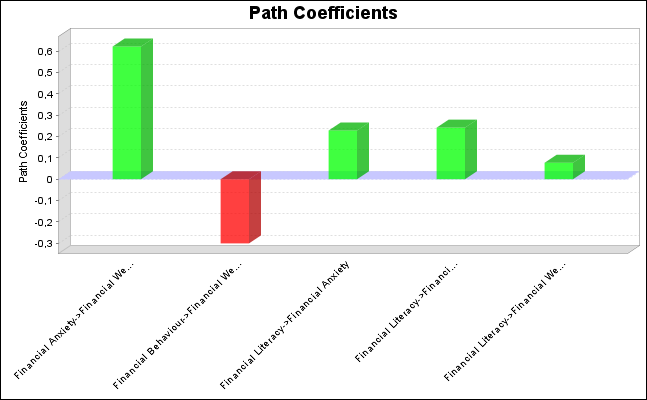 Path Coefficients
Path Coefficients
0,6
0,5
0,4
0,3
0,2
0,1
0
-0,1
-0,2
-0,3
Financial Anxiety->Financial We...
Financial Behaviour->Financial We...
Financial Literacy->Financial Anxiety
Financial Literacy->Financi...
Financial Literacy->Financial We...